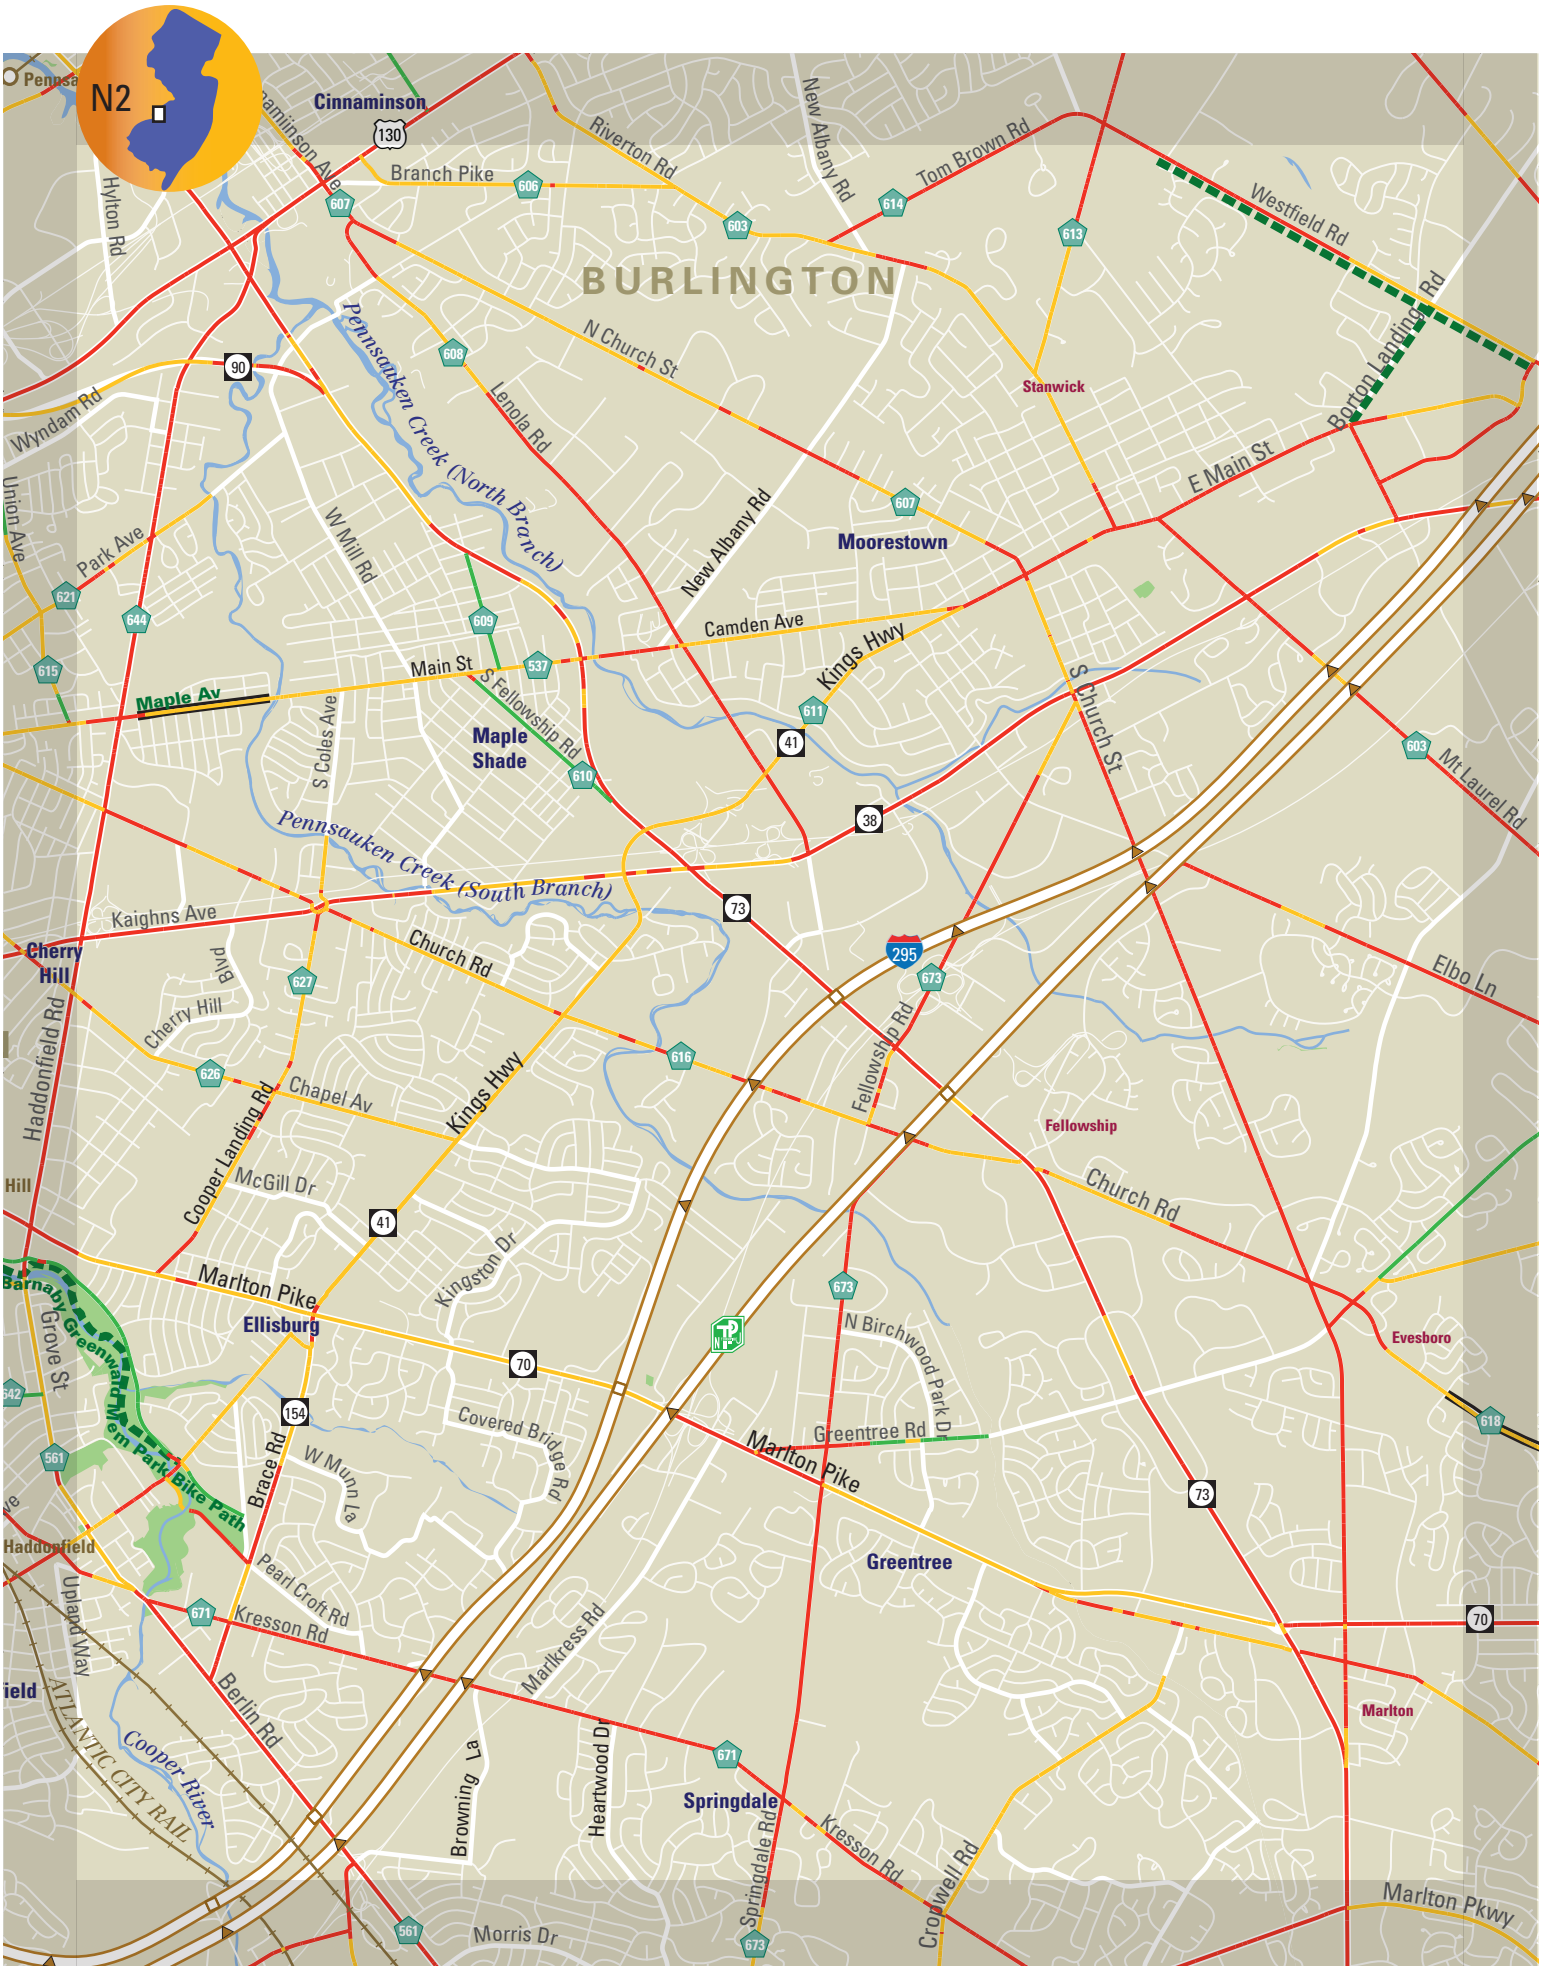 N2
Pennsa
Cinnaminson
130
Riverton Rd
New Albany Rd
Tom Brown Rd
Hylton Rd
607
Branch Pike
606
603
614
613
Westfield Rd
BURLINGTON
Pennsauken Creek (North Branch)
N Church St
608
90
Lenola Rd
Stanwick
Borton Landing Rd
Wyndam Rd
E Main St
Union Ave
Park Ave
W Mill Rd
New Albany Rd
607
Moorestown
621
644
609
Camden Ave
Kings Hwy
615
Maple Av
Main St
537
S Fellowship Rd
S Church St
611
41
Maple
Shade
S Coles Ave
610
603
Mt Laurel Rd
38
Pennsauken Creek (South Branch)
Kaighns Ave
73
Church Rd
Cherry
Hill
295
Blvd
627
673
Elbo Ln
Cherry Hill
Haddonfield Rd
Fellowship Rd
626
616
Chapel Av
Kings Hwy
Cooper Landing Rd
Fellowship
Hill
McGill Dr
Church Rd
41
Kingston Dr
Marlton Pike
673
Barnaby Greenward Mem Park Bike Path
Ellisburg
N Birchwood Park Dr
Evesboro
Grove St
70
642
154
Covered Bridge Rd
618
Greentree Rd
Marlton Pike
561
Brace Rd
W Munn La
73
Haddonfield
Greentree
Pearl Croft Rd
Upland Way
671
Kresson Rd
70
Marlkress Rd
ield
Berlin Rd
Marlton
ATLANTIC CITY RAIL
Cooper River
Browning La
Heartwood Dr
671
Springdale
Springdale Rd
Kresson Rd
Cropwell Rd
Marlton Pkwy
561
Morris Dr
673